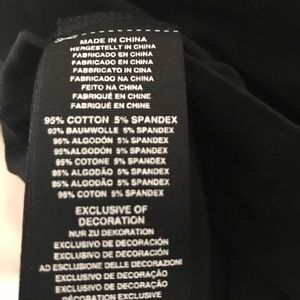 MADE IN CHINA
HERGESTELLT IN CHINA
FABRICADO EN CHINA
FABRICADO EN CHINA
FABBRICATO IN CINA
FABRICADO NA CHINA
FEITO NA CHINA
FABRIQUÉ EN CHINE
FABRIQUÉ EN CHINE
95% COTTON 5% SPANDEX
95% BAUMWOLLE 5% SPANDEX
95% ALGODÓN 5% SPANDEX
95%ALGODÓN 5% SPANDEX
95% COTONE 5% SPANDEX
95% ALGODÃO 5% SPANDEX
95% ALGODÃO 5% SPANDEX
95% COTON 5% SPANDEX
EXCLUSIVE OF
DECORATION
NUR ZU DEKORATION
EXCLUSIVO DE DECORACIÓN
EXCLUSIVO DE DECORACIÓN
AD ESCLUSIONE DELLE DECORAZIONI
EXCLUSIVO DE DECORAÇÃO
EXCLUSIVO DE DECORAÇÃO
DÉCORATION EXCLUSIVE